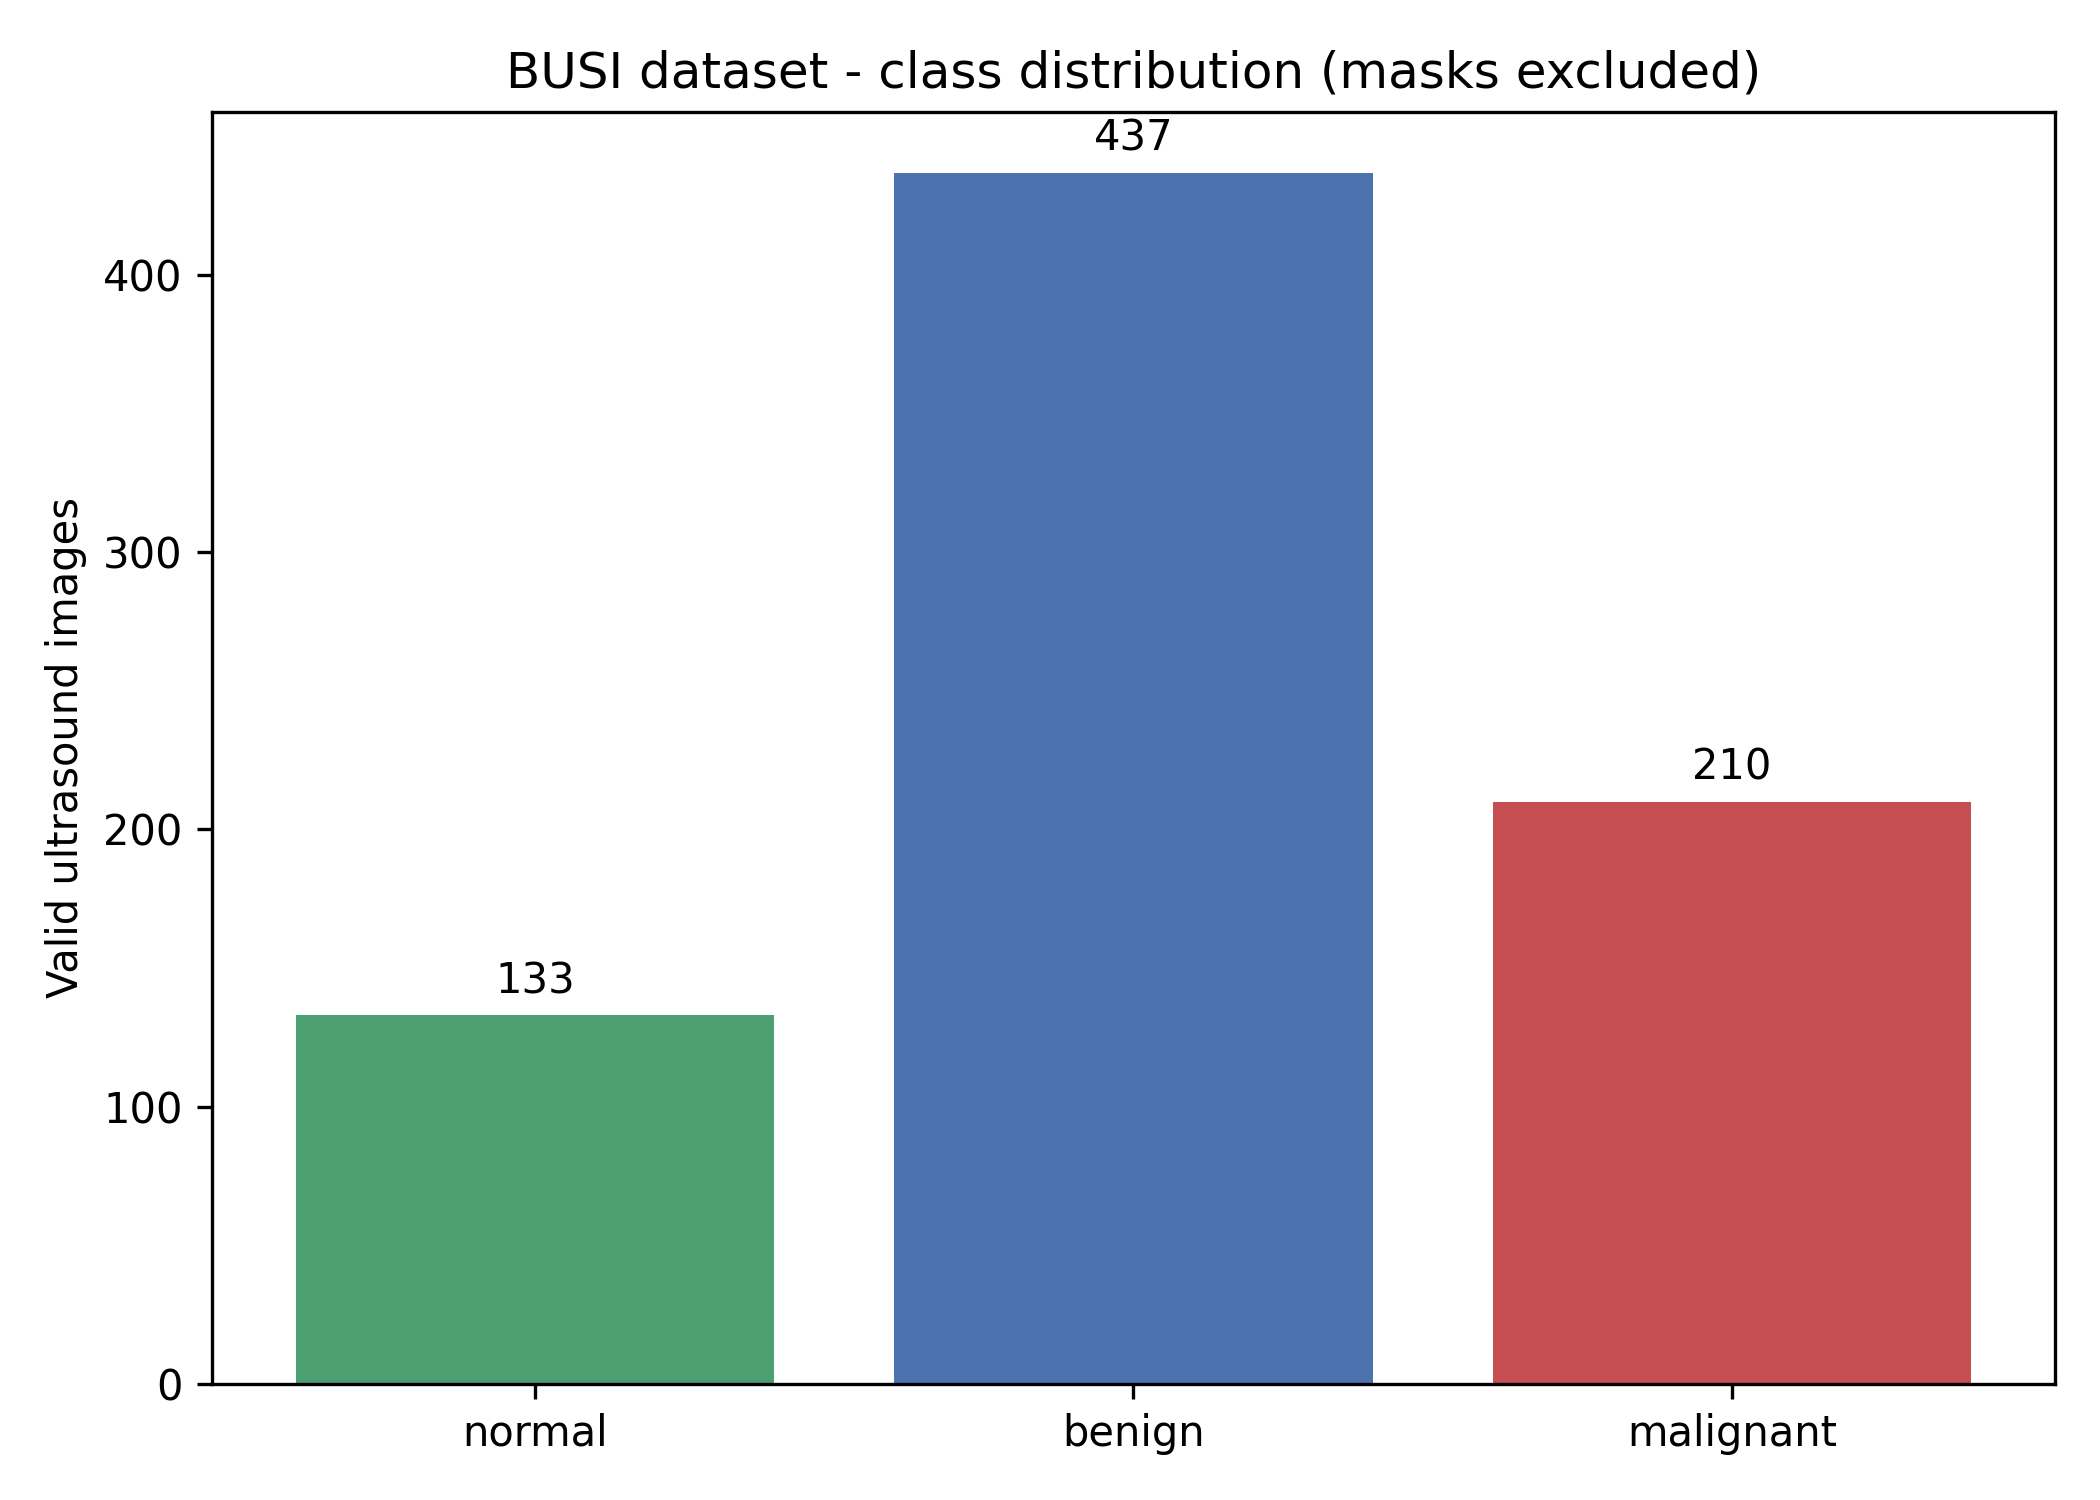 BUSI dataset - class distribution (masks excluded)
Valid ultrasound images
400
300
200
100
0
437
210
133
normal
benign
malignant